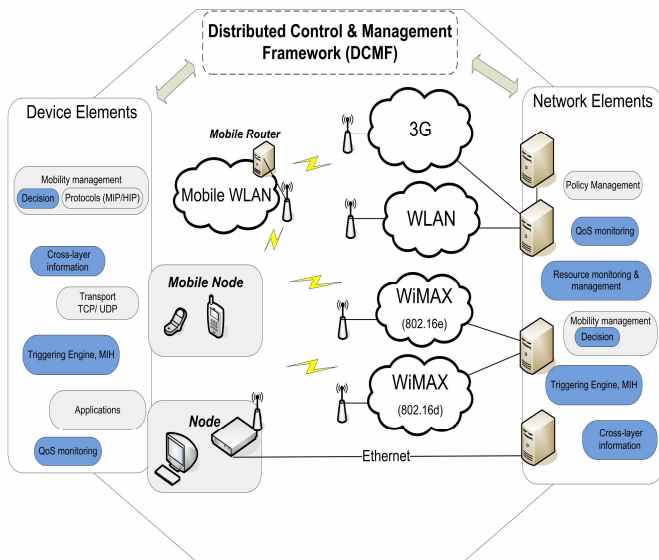 Distributed Control & Management
Framework (DCMF)
Device Elements
Mobility management
Decision
Protocols (MIP/HIP)
Cross-layer
information
Transport
TCP/ UDP
Triggering Engine, MIH
Applications
QoS monitoring
Mobile Router
Mobile WLAN
Mobile Node
Node
3G
WLAN
WiMAX
(802.16e)
WiMAX
(802.16d)
Ethernet
Network Elements
Policy Management
QoS monitoring
Resource monitoring &
management
Mobility management
Decision
Triggering Engine, MIH
Cross-layer
information